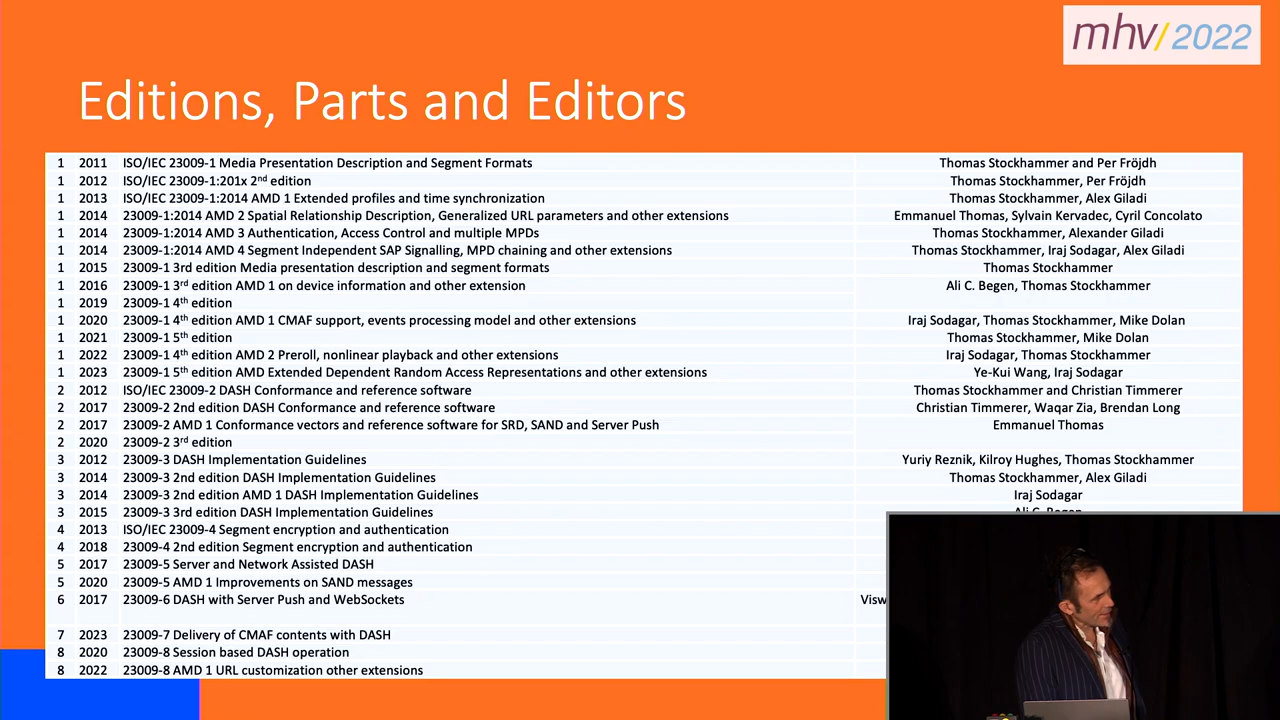 mhv/2022
Editions, Parts and Editors
1 2011 ISO/IEC 23009-1 Media Presentation Description and Segment Formats Thomas Stockhammer and Per Fröjdh
1 2012 ISO/IEC 23009-1:201x 2nd edition Thomas Stockhammer, Per Fröjdh
1 2013 ISO/IEC 23009-1:2014 AMD 1 Extended profiles and time synchronization Thomas Stockhammer, Alex Giladi
1 2014 23009-1:2014 AMD 2 Spatial Relationship Description, Generalized URL parameters and other extensions Emmanuel Thomas, Sylvain Kervadec, Cyril Concolato
1 2014 23009-1:2014 AMD 3 Authentication, Access Control and multiple MPDs Thomas Stockhammer, Alexander Giladi
1 2014 23009-1:2014 AMD 4 Segment Independent SAP Signalling, MPD chaining and other extensions Thomas Stockhammer, Iraj Sodagar, Alex Giladi
1 2015 23009-1 3rd edition Media presentation description and segment formats Thomas Stockhammer
1 2016 23009-1 3rd edition AMD 1 on device information and other extension Ali C. Begen, Thomas Stockhammer
1 2019 23009-1 4th edition
1 2020 23009-1 4th edition AMD 1 CMAF support, events processing model and other extensions Iraj Sodagar, Thomas Stockhammer, Mike Dolan
1 2021 23009-1 5th edition Thomas Stockhammer, Mike Dolan
1 2022 23009-1 4th edition AMD 2 Preroll, nonlinear playback and other extensions Iraj Sodagar, Thomas Stockhammer
1 2023 23009-1 5th edition AMD Extended Dependent Random Access Representations and other extensions Ye-Kui Wang, Iraj Sodagar
2 2012 ISO/IEC 23009-2 DASH Conformance and reference software Thomas Stockhammer and Christian Timmerer
2 2017 23009-2 2nd edition DASH Conformance and reference software Christian Timmerer, Waqar Zia, Brendan Long
2 2017 23009-2 AMD 1 Conformance vectors and reference software for SRD, SAND and Server Push Emmanuel Thomas
2 2020 23009-2 3rd edition
3 2012 23009-3 DASH Implementation Guidelines Yuriy Reznik, Kilroy Hughes, Thomas Stockhammer
3 2014 23009-3 2nd edition DASH Implementation Guidelines Thomas Stockhammer, Alex Giladi
3 2014 23009-3 2nd edition AMD 1 DASH Implementation Guidelines Iraj Sodagar
3 2015 23009-3 3rd edition DASH Implementation Guidelines Ali C. Begen
4 2013 ISO/IEC 23009-4 Segment encryption and authentication
4 2018 23009-4 2nd edition Segment encryption and authentication
5 2017 23009-5 Server and Network Assisted DASH
5 2020 23009-5 AMD 1 Improvements on SAND messages
6 2017 23009-6 DASH with Server Push and WebSockets
7 2023 23009-7 Delivery of CMAF contents with DASH
8 2020 23009-8 Session based DASH operation
8 2022 23009-8 AMD 1 URL customization other extensions